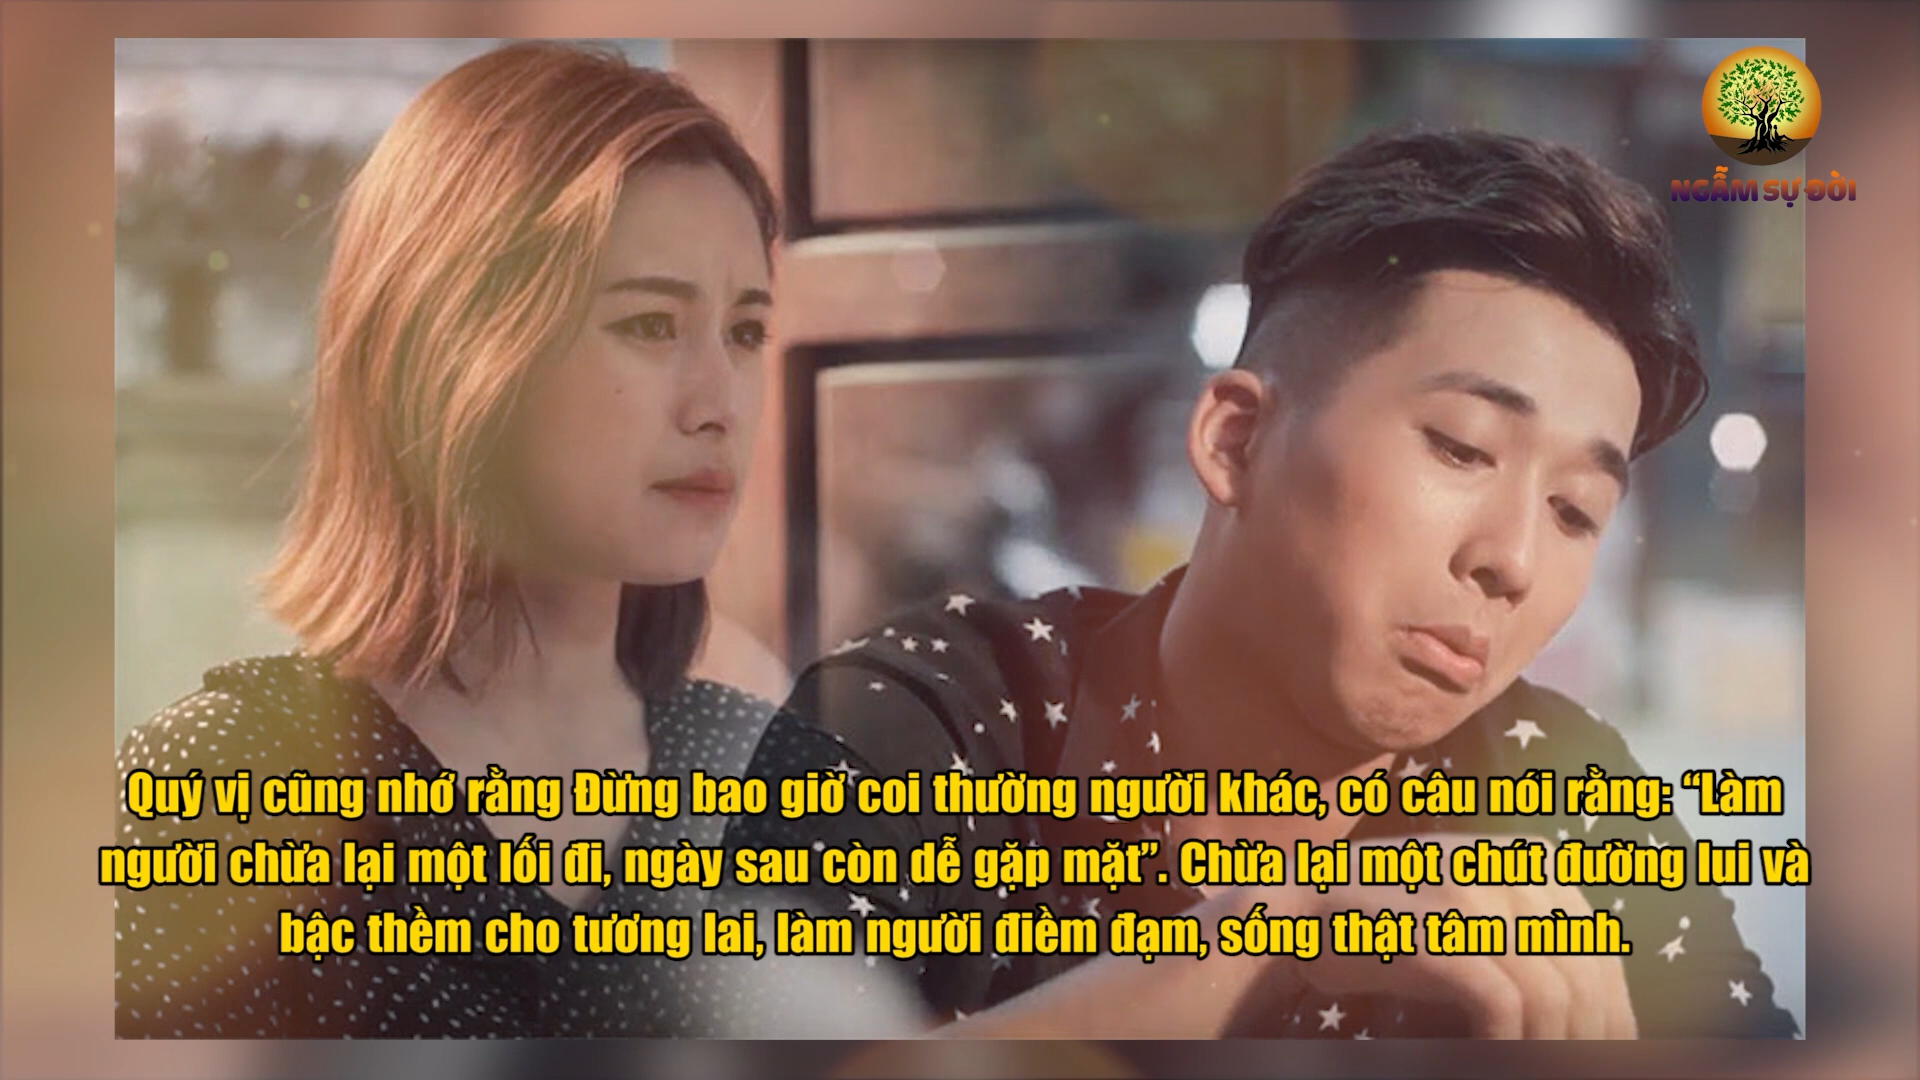 NGẪM SỰ ĐỜI
Quý vị cũng nhớ rằng Đừng bao giờ coi thường người khác, có câu nói rằng: “Làm
người chừa lại một lối đi, ngày sau còn dễ gặp mặt”. Chừa lại một chút đường lui và
bậc thềm cho tương lai, làm người điềm đạm, sống thật tâm mình.